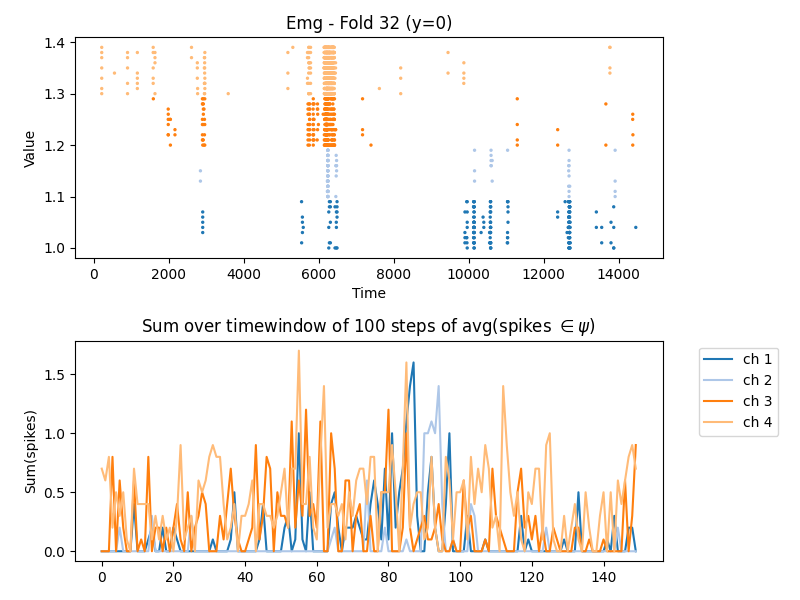 Emg - Fold 32 (y=0)
1.4
1.3
1.2
1.1
1.0
Value
0 2000 4000 6000 8000 10000 12000 14000
Time
Sum over timewindow of 100 steps of avg(spikes ∈ ψ)
1.5
1.0
0.5
0.0
Sum(spikes)
0 20 40 60 80 100 120 140
ch 1
ch 2
ch 3
ch 4